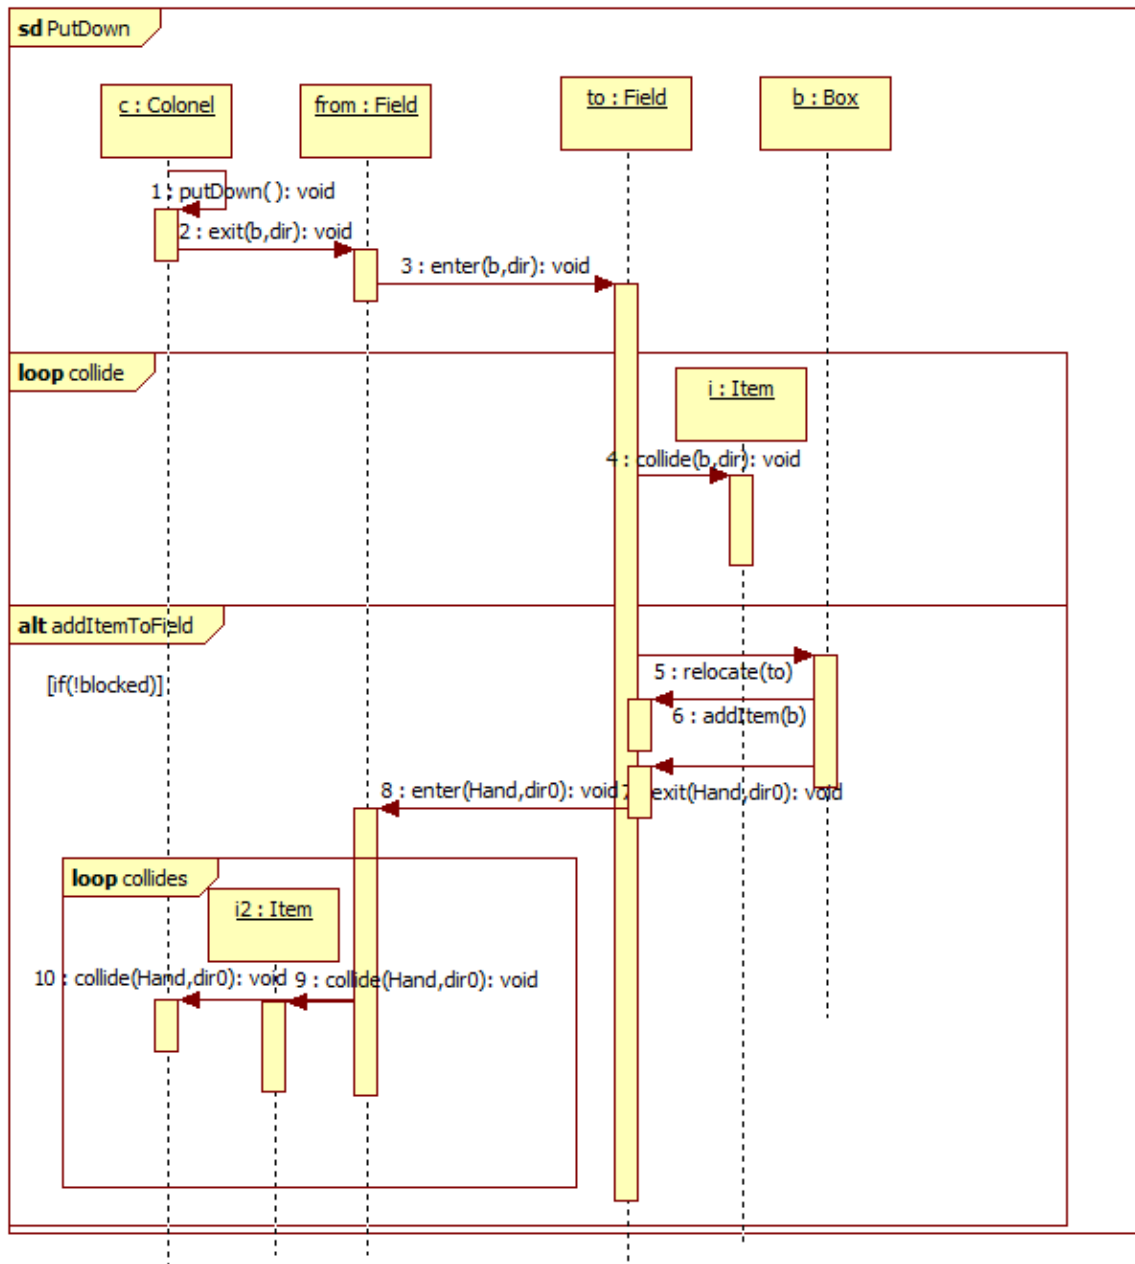 sd PutDown
c : Colonel
from : Field
to : Field
b : Box
1 : putDown( ): void
2 : exit(b,dir): void
3 : enter(b,dir): void
loop collide
i : Item
4 : collide(b,dir): void
alt addItemToField
[if(!blocked)]
5 : relocate(to)
6 : addItem(b)
8 : enter(Hand,dir0): void
7 : exit(Hand,dir0): void
loop collides
i2 : Item
10 : collide(Hand,dir0): void
9 : collide(Hand,dir0): void